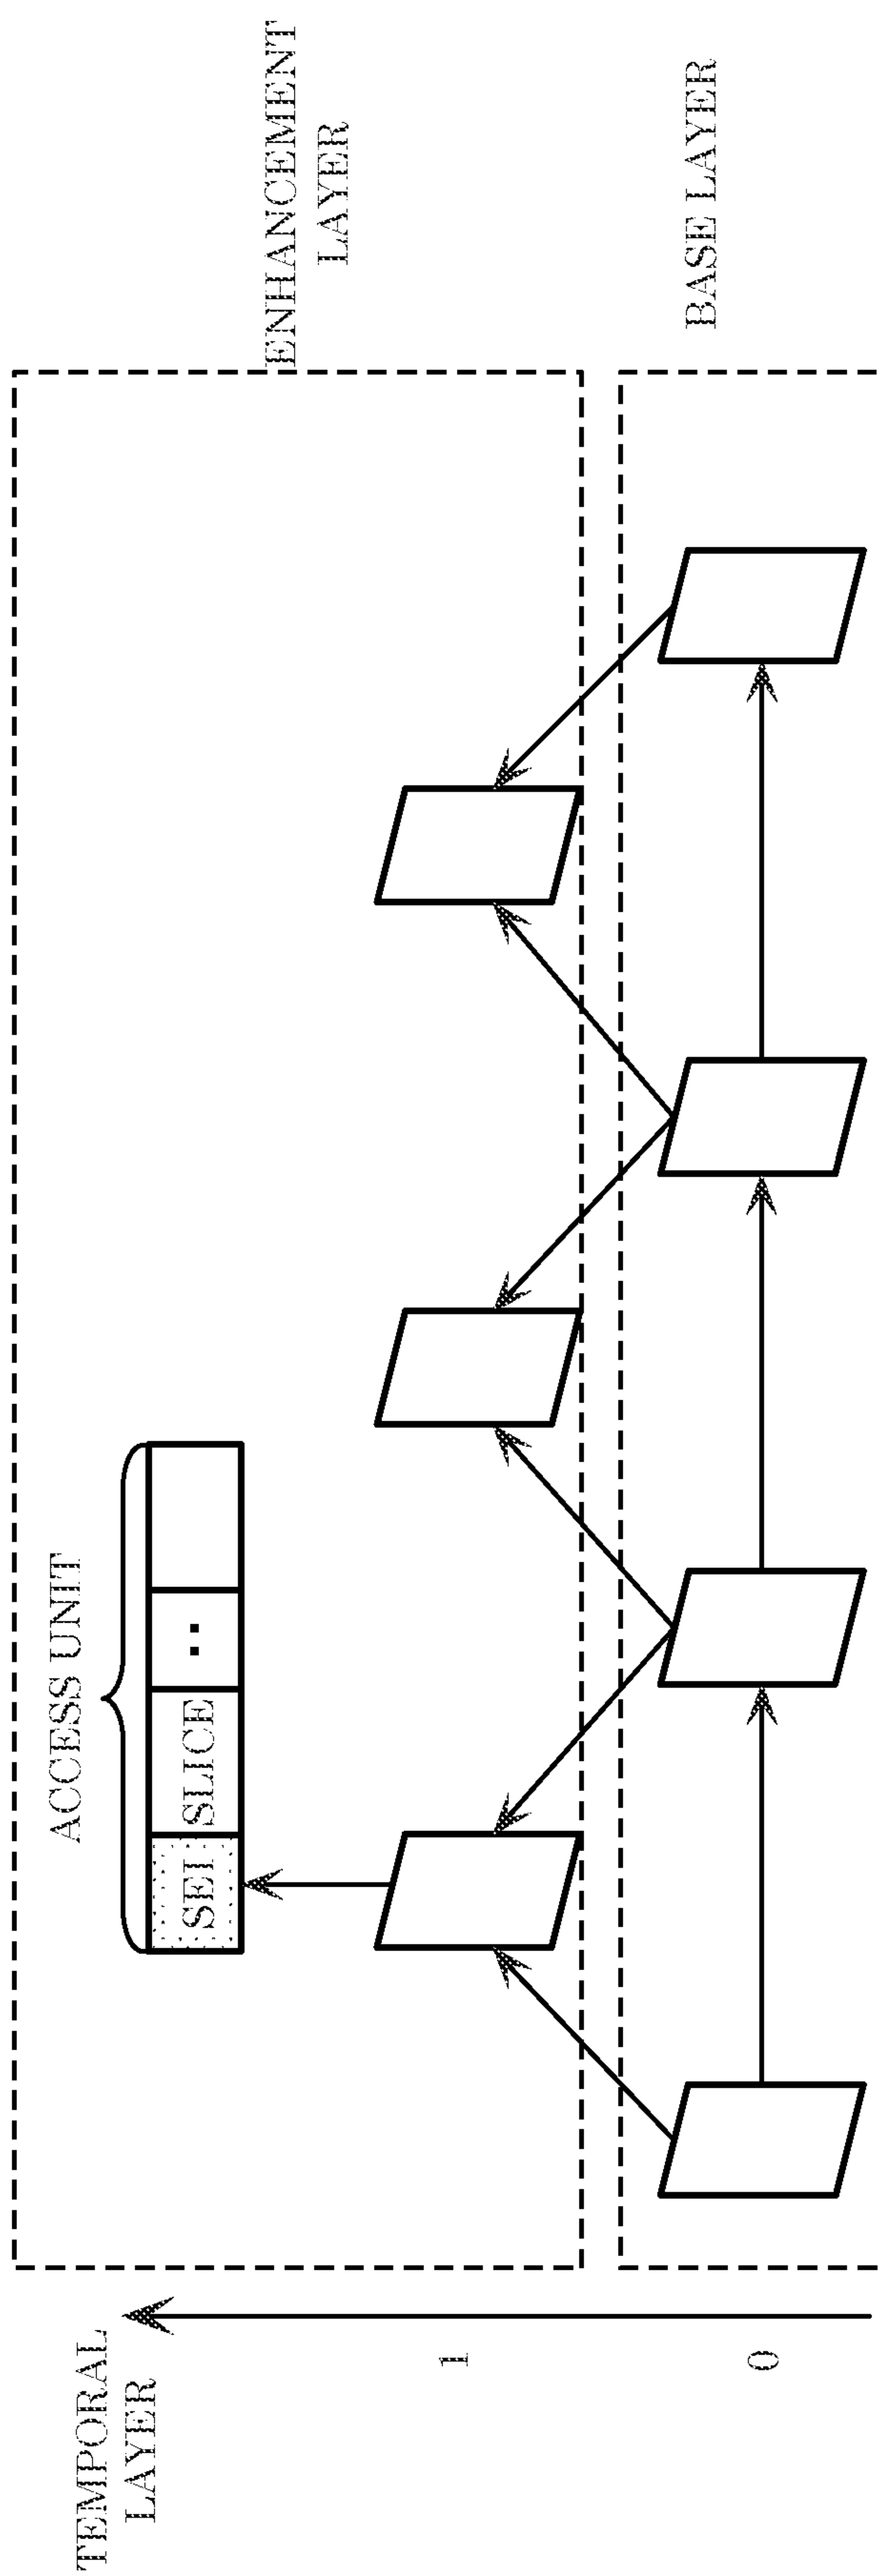 TEMPORAL
LAYER
ACCESS UNIT
SEI
SLICE
..
ENHANCEMENT
LAYER
1
0
BASE LAYER